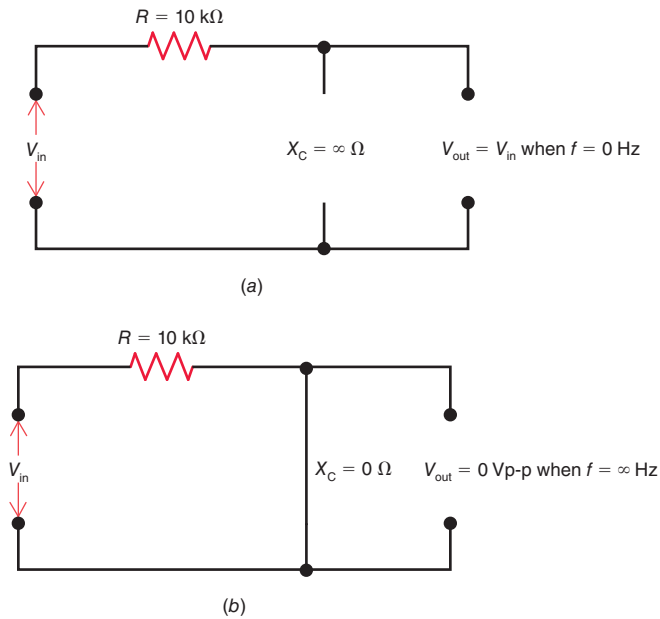 R = 10 kΩ
V_in
X_C = ∞ Ω
V_out = V_in when f = 0 Hz
(a)
R = 10 kΩ
V_in
X_C = 0 Ω
V_out = 0 Vp-p when f = ∞ Hz
(b)